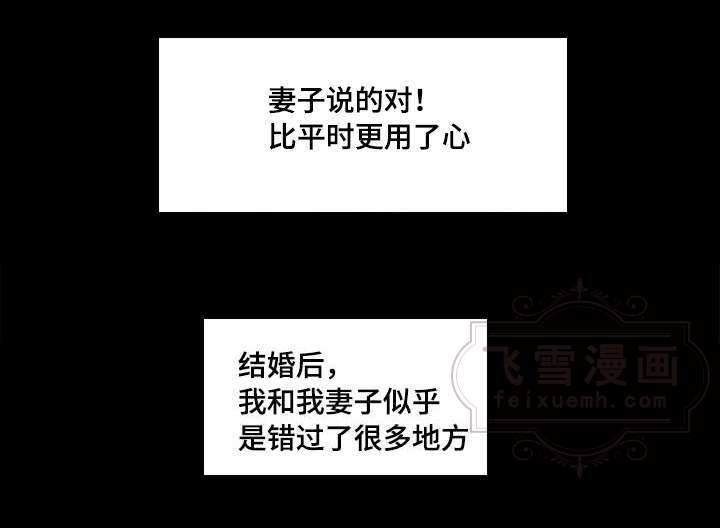 妻子说的对！
比平时更用了心
结婚后，
我和我妻子似乎
是错过了很多地方
飞雪漫画
feixuemh.com